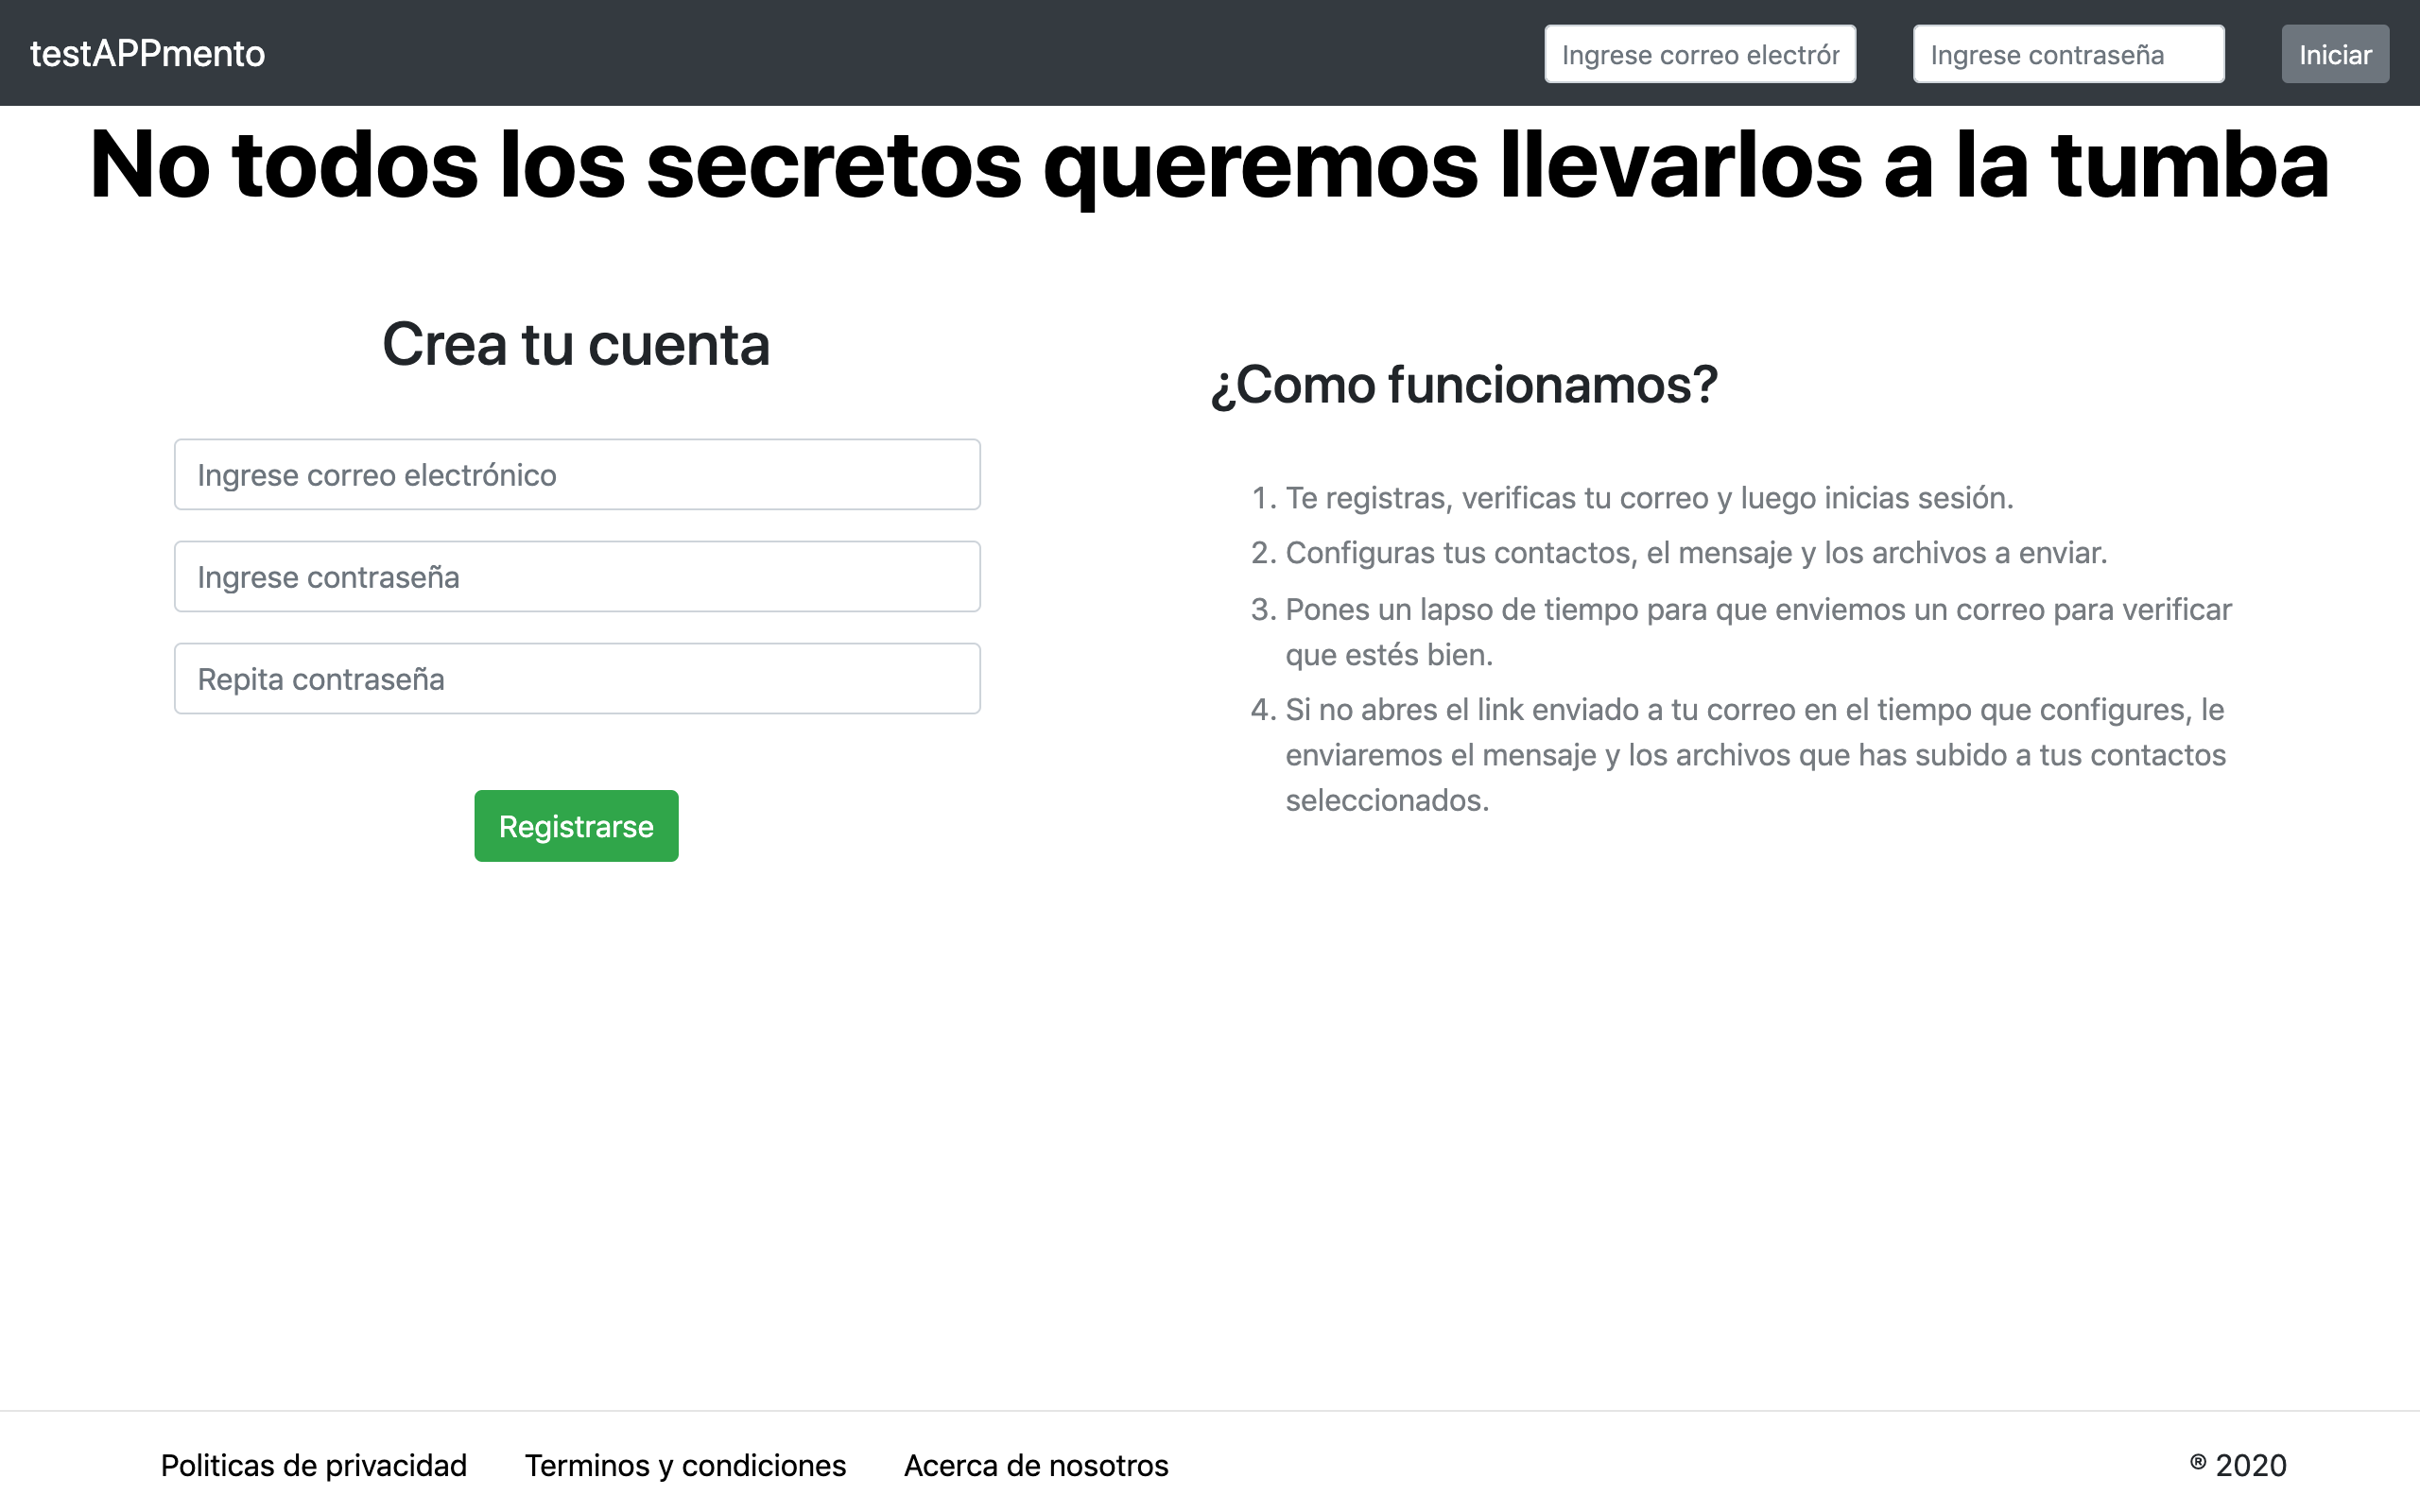 testAPPmento
Ingrese correo electrór
Ingrese contraseña
Iniciar
No todos los secretos queremos llevarlos a la tumba
Crea tu cuenta
Ingrese correo electrónico
Ingrese contraseña
Repita contraseña
Registrarse
¿Como funcionamos?
1. Te registras, verificas tu correo y luego inicias sesión.
2. Configuras tus contactos, el mensaje y los archivos a enviar.
3. Pones un lapso de tiempo para que enviemos un correo para verificar
que estés bien.
4. Si no abres el link enviado a tu correo en el tiempo que configures, le
enviaremos el mensaje y los archivos que has subido a tus contactos
seleccionados.
Politicas de privacidad
Terminos y condiciones
Acerca de nosotros
® 2020